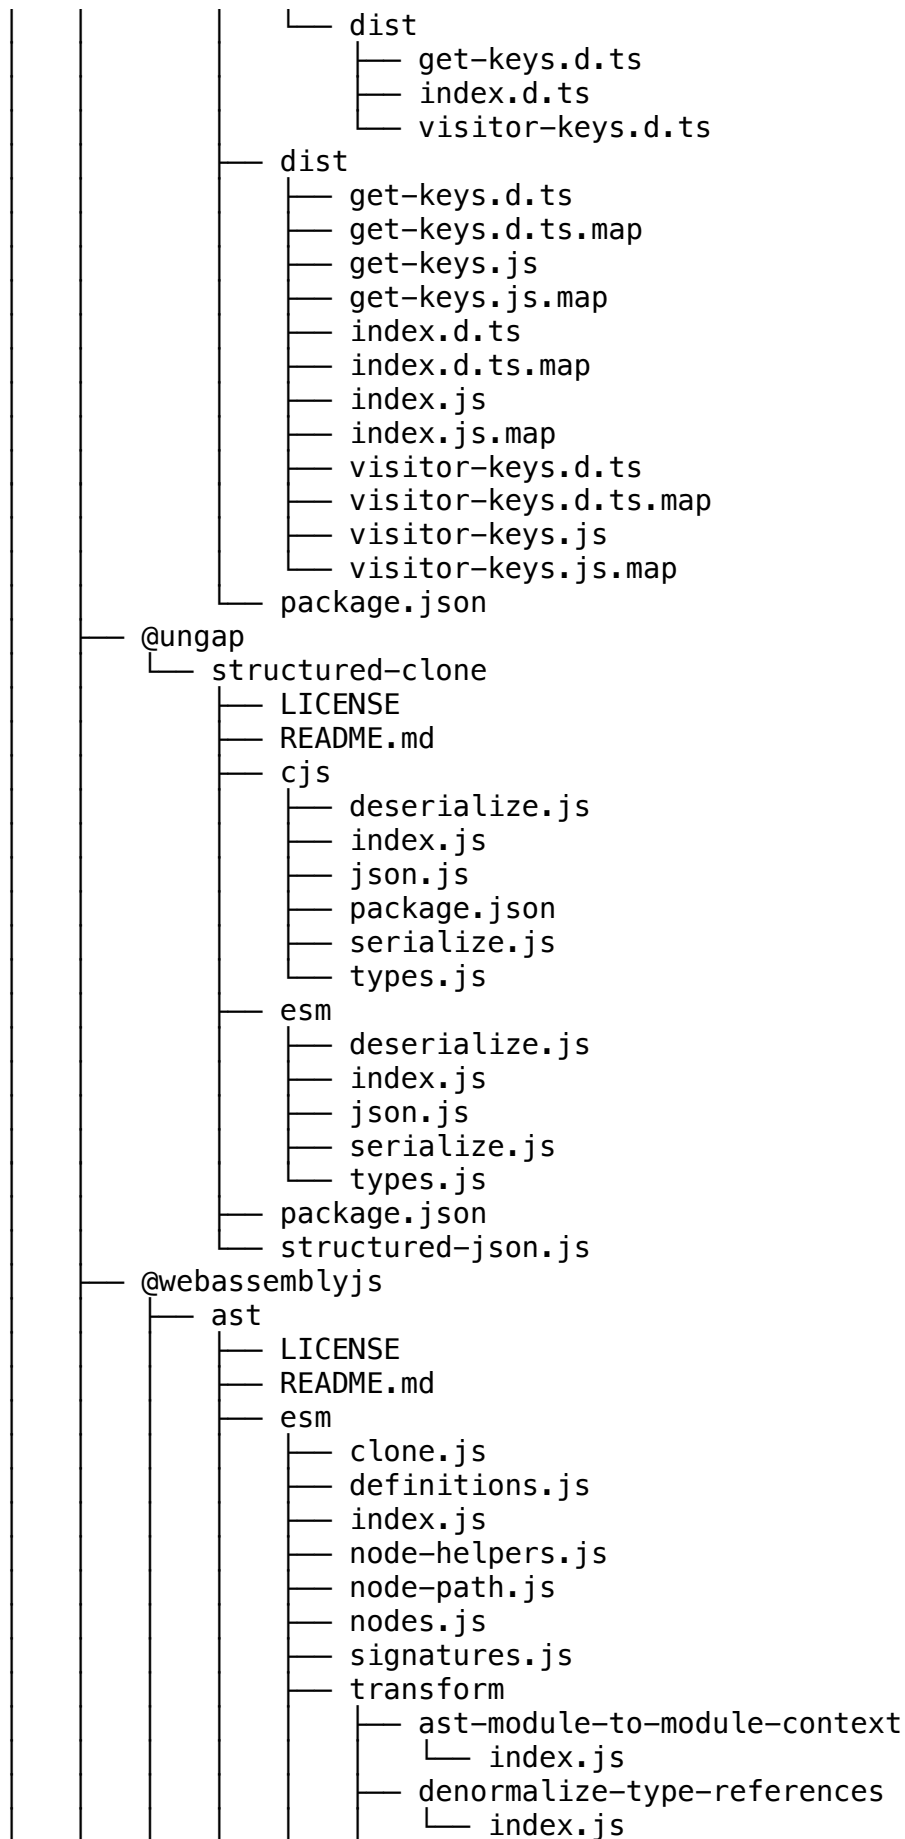 dist
get-keys.d.ts
index.d.ts
visitor-keys.d.ts
dist
get-keys.d.ts
get-keys.d.ts.map
get-keys.js
get-keys.js.map
index.d.ts
index.d.ts.map
index.js
index.js.map
visitor-keys.d.ts
visitor-keys.d.ts.map
visitor-keys.js
visitor-keys.js.map
package.json
@ungap
structured-clone
LICENSE
README.md
cjs
deserialize.js
index.js
json.js
package.json
serialize.js
types.js
esm
deserialize.js
index.js
json.js
serialize.js
types.js
package.json
structured-json.js
@webassemblyjs
ast
LICENSE
README.md
esm
clone.js
definitions.js
index.js
node-helpers.js
node-path.js
nodes.js
signatures.js
transform
ast-module-to-module-context
index.js
denormalize-type-references
index.js